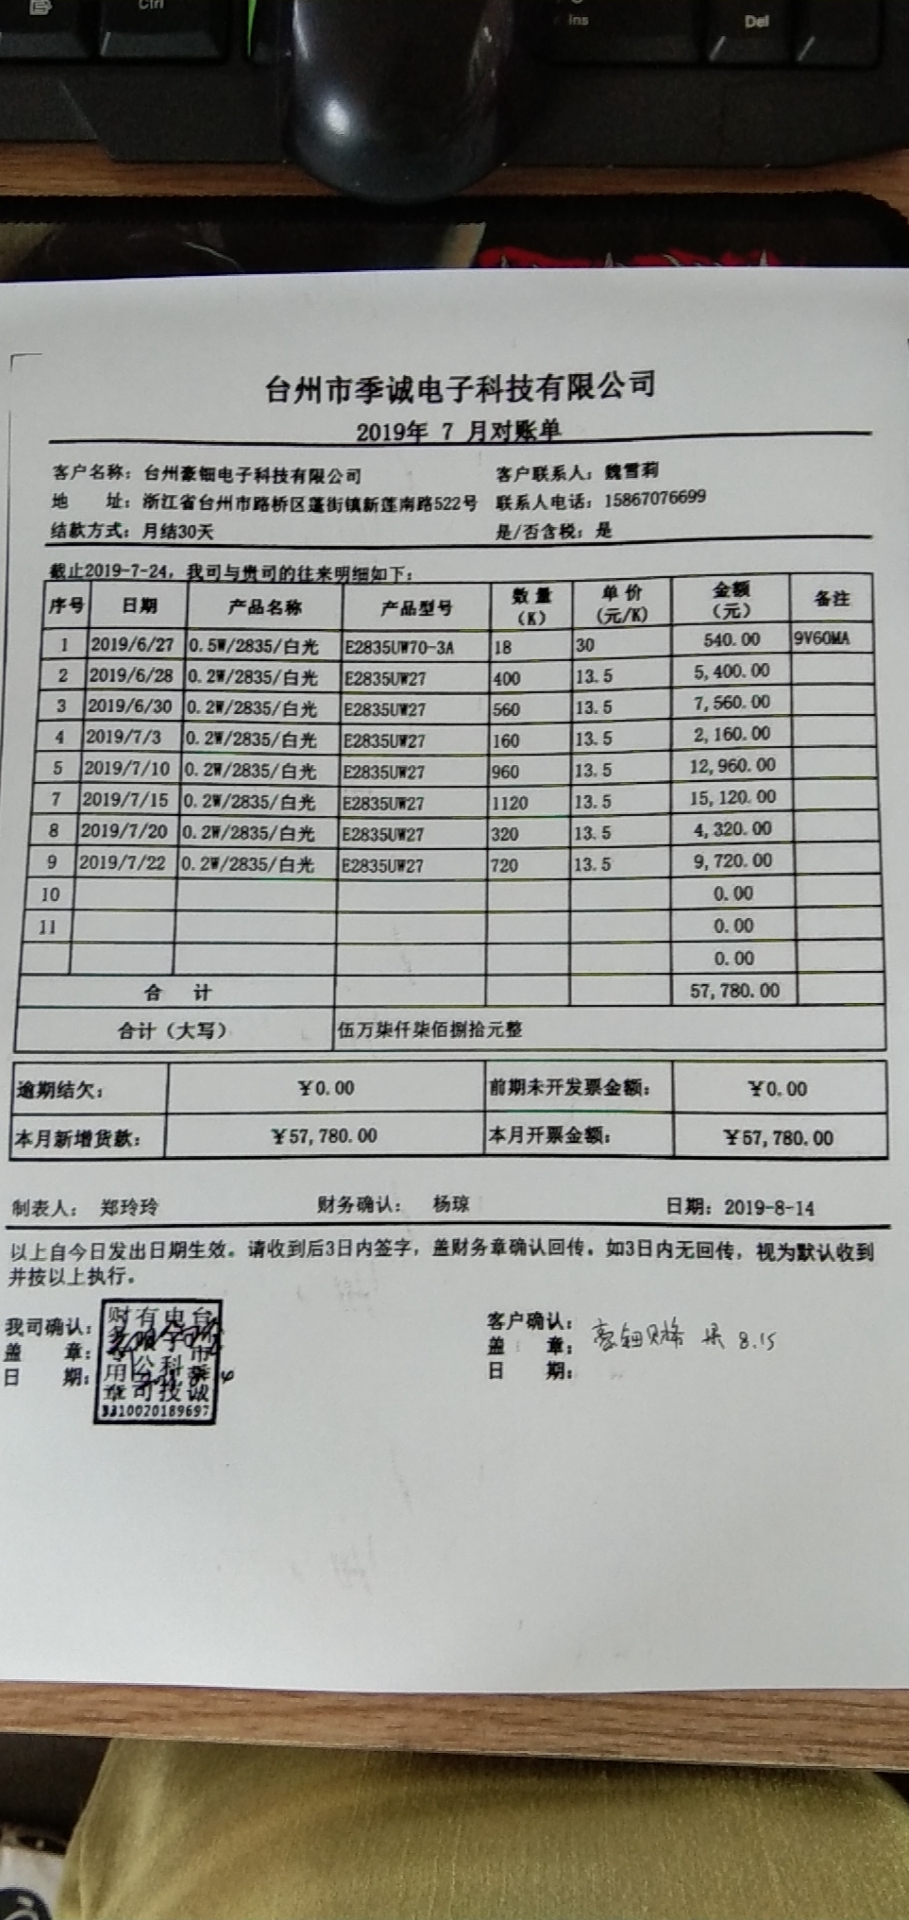 Ctrl
Ins
Del
台州市季诚电子科技有限公司
2019年 7 月对账单
客户名称：台州豪钿电子科技有限公司 客户联系人：魏雪莉
地 址：浙江省台州市路桥区蓬街镇新莲南路522号 联系人电话：15867076699
结款方式：月结30天 是/否含税：是
截止2019-7-24，我司与贵司的往来明细如下：
序号 日期 产品名称 产品型号 数量（K） 单价（元/K） 金额（元） 备注
1 2019/6/27 0.5W/2835/白光 E2835UW70-3A 18 30 540.00 9V60MA
2 2019/6/28 0.2W/2835/白光 E2835UW27 400 13.5 5,400.00
3 2019/6/30 0.2W/2835/白光 E2835UW27 560 13.5 7,560.00
4 2019/7/3 0.2W/2835/白光 E2835UW27 160 13.5 2,160.00
5 2019/7/10 0.2W/2835/白光 E2835UW27 960 13.5 12,960.00
7 2019/7/15 0.2W/2835/白光 E2835UW27 1120 13.5 15,120.00
8 2019/7/20 0.2W/2835/白光 E2835UW27 320 13.5 4,320.00
9 2019/7/22 0.2W/2835/白光 E2835UW27 720 13.5 9,720.00
10 0.00
11 0.00
0.00
合 计 57,780.00
合计（大写） 伍万柒仟柒佰捌拾元整
逾期结欠： ￥0.00 前期未开发票金额： ￥0.00
本月新增货款： ￥57,780.00 本月开票金额： ￥57,780.00
制表人： 郑玲玲 财务确认： 杨琼 日期：2019-8-14
以上自今日发出日期生效。请收到后3日内签字，盖财务章确认回传。如3日内无回传，视为默认收到
并按以上执行。
我司确认： 客户确认：
盖 章： 盖 章： 豪钿 8.15
日 期： 日 期：
3310020189697